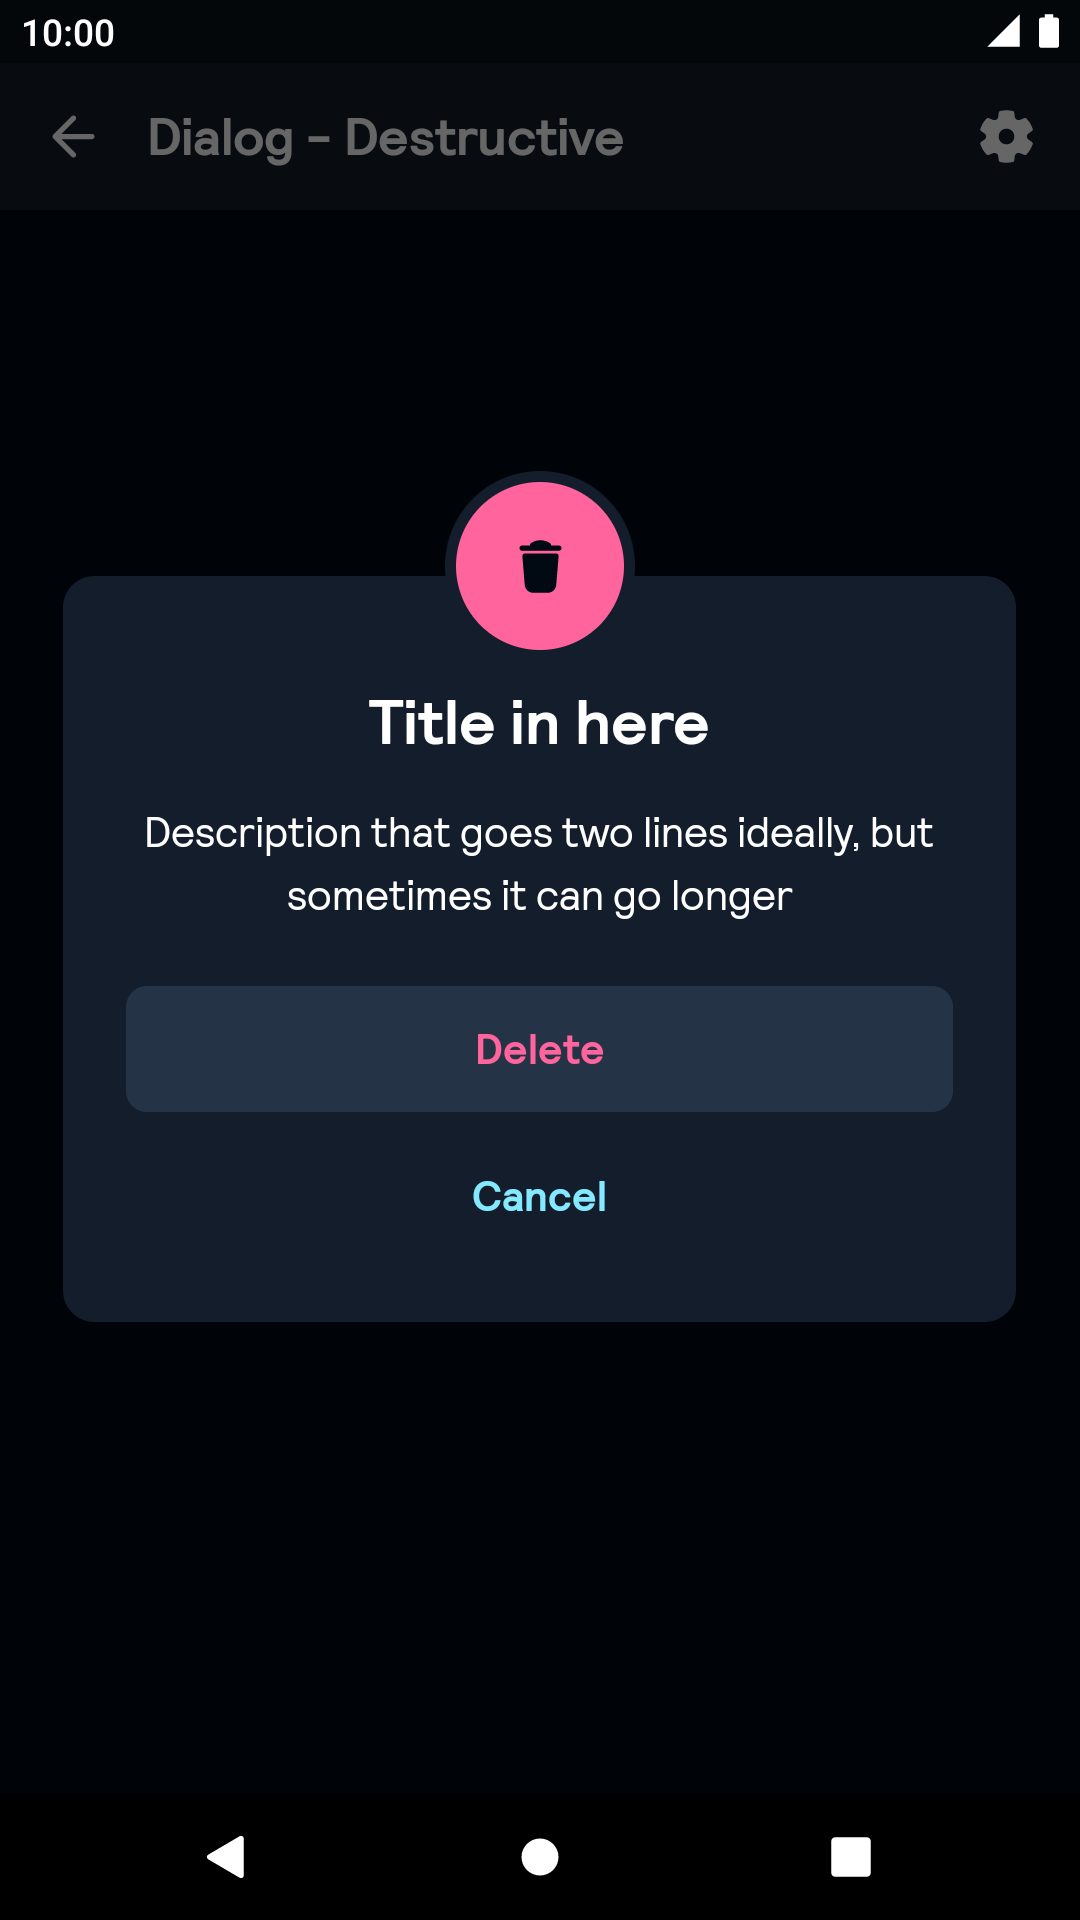 10:00
Dialog - Destructive
Title in here
Description that goes two lines ideally, but
sometimes it can go longer
Delete
Cancel